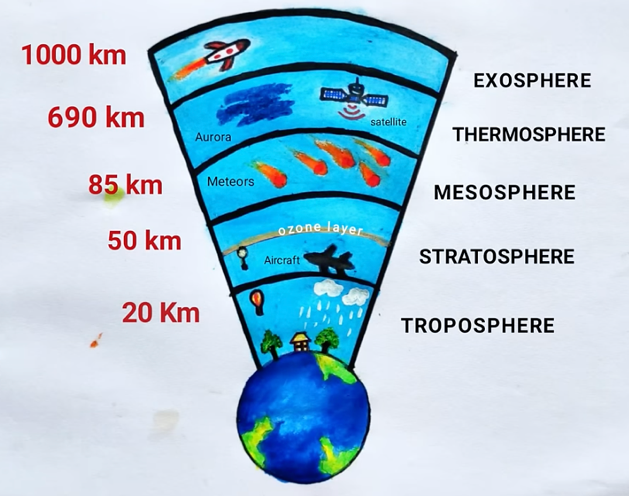 1000 km
EXOSPHERE
690 km
Aurora
satellite
THERMOSPHERE
85 km
Meteors
MESOSPHERE
50 km
ozone layer
Aircraft
STRATOSPHERE
20 Km
TROPOSPHERE